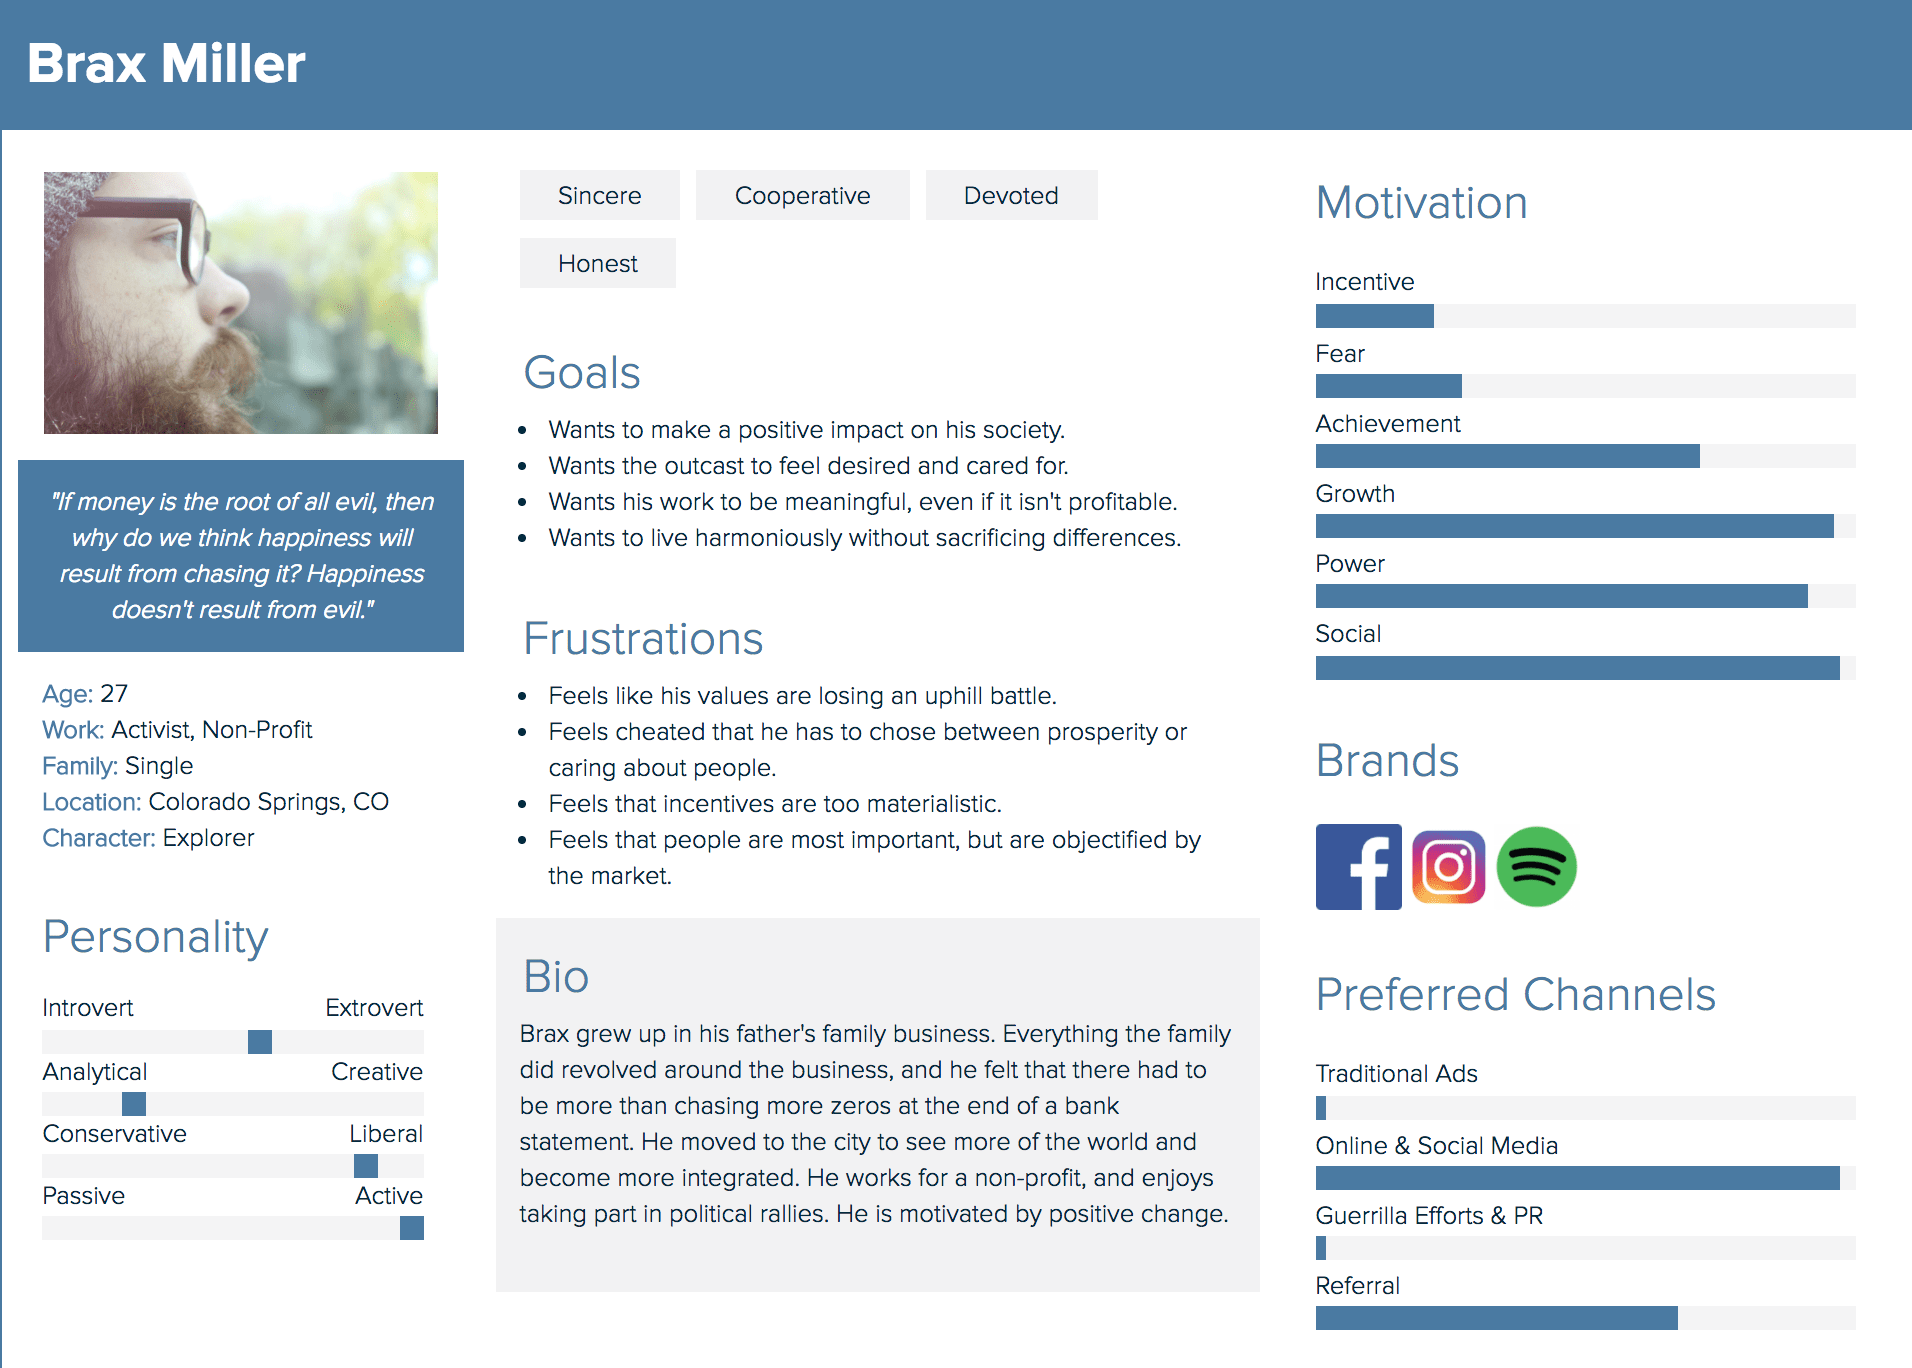 Brax Miller
"If money is the root of all evil, then
why do we think happiness will
result from chasing it? Happiness
doesn't result from evil."
Age: 27
Work: Activist, Non-Profit
Family: Single
Location: Colorado Springs, CO
Character: Explorer
Personality
Introvert Extrovert
Analytical Creative
Conservative Liberal
Passive Active
Sincere Cooperative Devoted
Honest
Goals
Wants to make a positive impact on his society.
Wants the outcast to feel desired and cared for.
Wants his work to be meaningful, even if it isn't profitable.
Wants to live harmoniously without sacrificing differences.
Frustrations
Feels like his values are losing an uphill battle.
Feels cheated that he has to chose between prosperity or
caring about people.
Feels that incentives are too materialistic.
Feels that people are most important, but are objectified by
the market.
Bio
Brax grew up in his father's family business. Everything the family
did revolved around the business, and he felt that there had to
be more than chasing more zeros at the end of a bank
statement. He moved to the city to see more of the world and
become more integrated. He works for a non-profit, and enjoys
taking part in political rallies. He is motivated by positive change.
Motivation
Incentive
Fear
Achievement
Growth
Power
Social
Brands
Preferred Channels
Traditional Ads
Online & Social Media
Guerrilla Efforts & PR
Referral